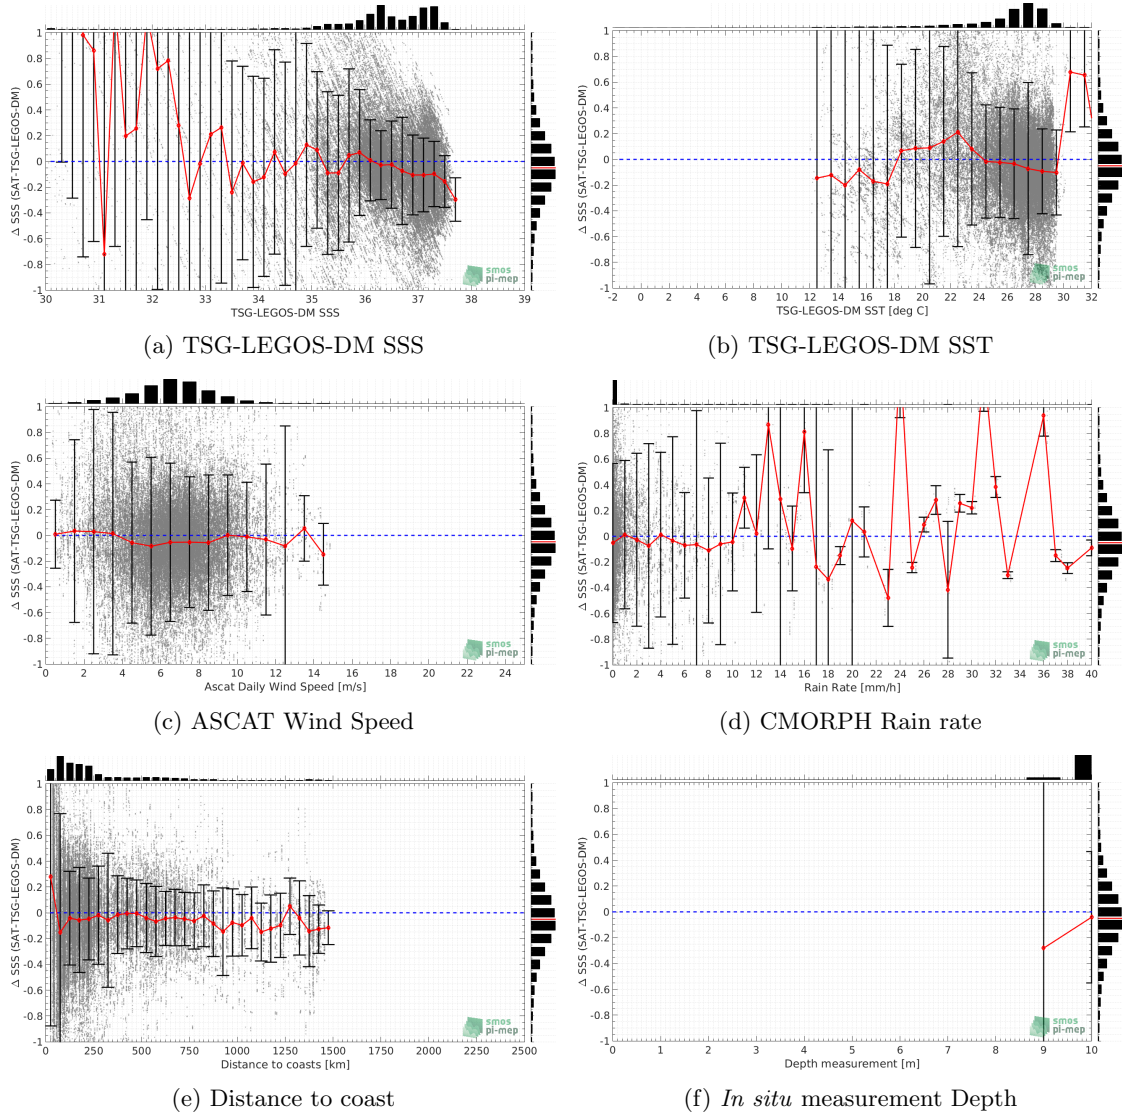 Δ SSS (SAT-TSG-LEGOS-DM)
1
0.8
0.6
0.4
0.2
0
-0.2
-0.4
-0.6
-0.8
-1
30 31 32 33 34 35 36 37 38 39
TSG-LEGOS-DM SSS
smos
pi-mep
(a) TSG-LEGOS-DM SSS
Δ SSS (SAT-TSG-LEGOS-DM)
1
0.8
0.6
0.4
0.2
0
-0.2
-0.4
-0.6
-0.8
-1
-2 0 2 4 6 8 10 12 14 16 18 20 22 24 26 28 30 32
TSG-LEGOS-DM SST [deg C]
smos
pi-mep
(b) TSG-LEGOS-DM SST
Δ SSS (SAT-TSG-LEGOS-DM)
1
0.8
0.6
0.4
0.2
0
-0.2
-0.4
-0.6
-0.8
-1
0 2 4 6 8 10 12 14 16 18 20 22 24
Ascat Daily Wind Speed [m/s]
smos
pi-mep
(c) ASCAT Wind Speed
Δ SSS (SAT-TSG-LEGOS-DM)
1
0.8
0.6
0.4
0.2
0
-0.2
-0.4
-0.6
-0.8
-1
0 2 4 6 8 10 12 14 16 18 20 22 24 26 28 30 32 34 36 38 40
Rain Rate [mm/h]
smos
pi-mep
(d) CMORPH Rain rate
Δ SSS (SAT-TSG-LEGOS-DM)
1
0.8
0.6
0.4
0.2
0
-0.2
-0.4
-0.6
-0.8
-1
0 250 500 750 1000 1250 1500 1750 2000 2250 2500
Distance to coasts [km]
smos
pi-mep
(e) Distance to coast
Δ SSS (SAT-TSG-LEGOS-DM)
1
0.8
0.6
0.4
0.2
0
-0.2
-0.4
-0.6
-0.8
-1
0 1 2 3 4 5 6 7 8 9 10
Depth measurement [m]
smos
pi-mep
(f) In situ measurement Depth